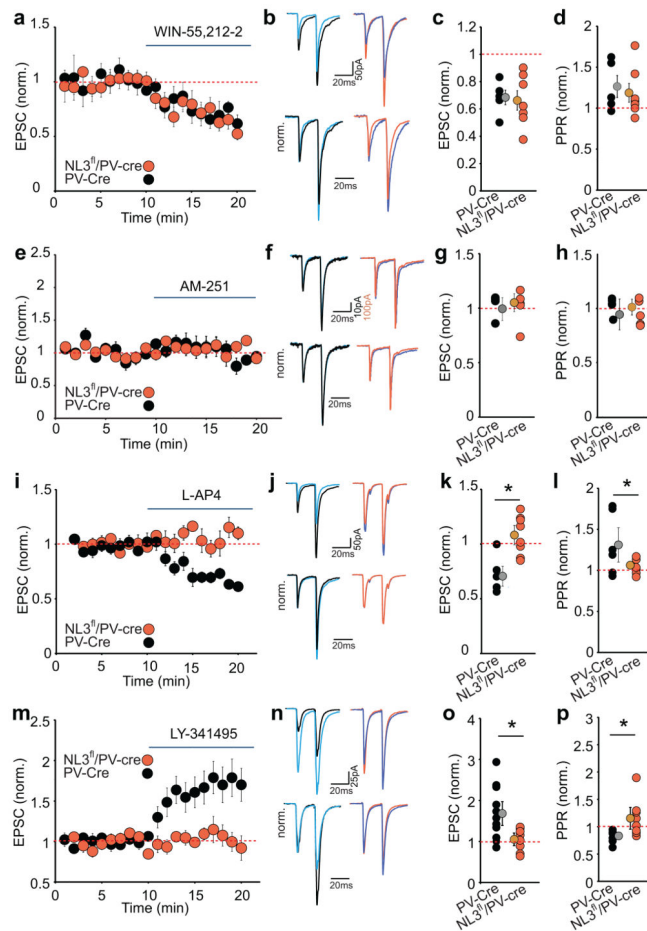 a
WIN-55,212-2
EPSC (norm.)
1.5
1
0.5
0
NL3fl/PV-cre
PV-Cre
0 5 10 15 20
Time (min)
b
50pA
20ms
norm.
20ms
c
EPSC (norm.)
1.2
1
0.8
0.6
0.4
0.2
PV-Cre
NL3fl/PV-cre
d
PPR (norm.)
2
1.5
1
0.5
PV-Cre
NL3fl/PV-cre
e
AM-251
EPSC (norm.)
2.5
2
1.5
1
0.5
0
NL3fl/PV-cre
PV-Cre
0 5 10 15 20
Time (min)
f
10pA
100pA
20ms
norm.
20ms
g
EPSC (norm.)
1.5
1
0.5
0
PV-Cre
NL3fl/PV-cre
h
PPR (norm.)
1.5
1
0.5
0
PV-Cre
NL3fl/PV-cre
i
L-AP4
EPSC (norm.)
1.5
1
0.5
0
NL3fl/PV-cre
PV-Cre
0 5 10 15 20
Time (min)
j
50pA
20ms
norm.
20ms
k
*
EPSC (norm.)
1.5
1
0.5
0
PV-Cre
NL3fl/PV-cre
l
*
PPR (norm.)
2
1.5
1
0.5
0
PV-Cre
NL3fl/PV-cre
m
LY-341495
NL3fl/PV-cre
PV-Cre
EPSC (norm.)
2.5
2
1.5
1
0.5
0 5 10 15 20
Time (min)
n
25pA
20ms
norm.
20ms
o
*
EPSC (norm.)
4
3
2
1
0
PV-Cre
NL3fl/PV-cre
p
*
PPR (norm.)
2.5
2
1.5
1
0.5
0
PV-Cre
NL3fl/PV-cre